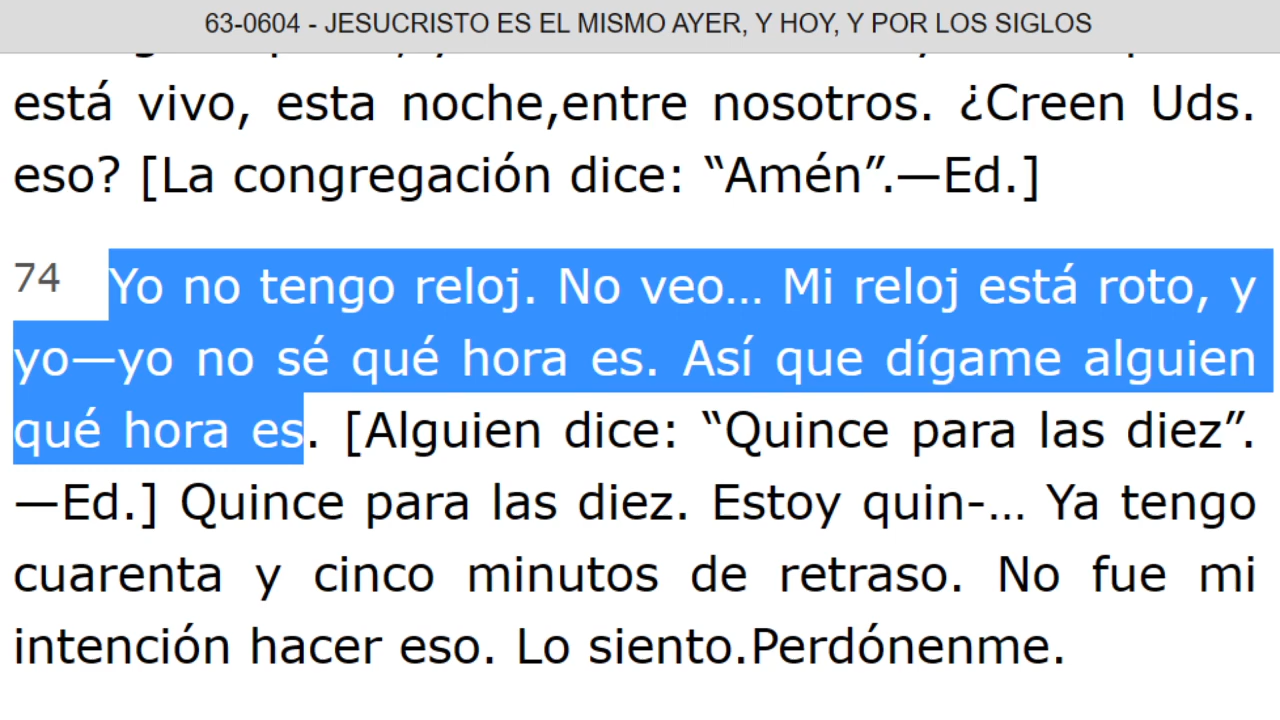 63-0604 - JESUCRISTO ES EL MISMO AYER, Y HOY, Y POR LOS SIGLOS
está vivo, esta noche,entre nosotros. ¿Creen Uds.
eso? [La congregación dice: “Amén”.—Ed.]
74 Yo no tengo reloj. No veo… Mi reloj está roto, y
yo—yo no sé qué hora es. Así que dígame alguien
qué hora es. [Alguien dice: “Quince para las diez”.
—Ed.] Quince para las diez. Estoy quin-… Ya tengo
cuarenta y cinco minutos de retraso. No fue mi
intención hacer eso. Lo siento.Perdónenme.